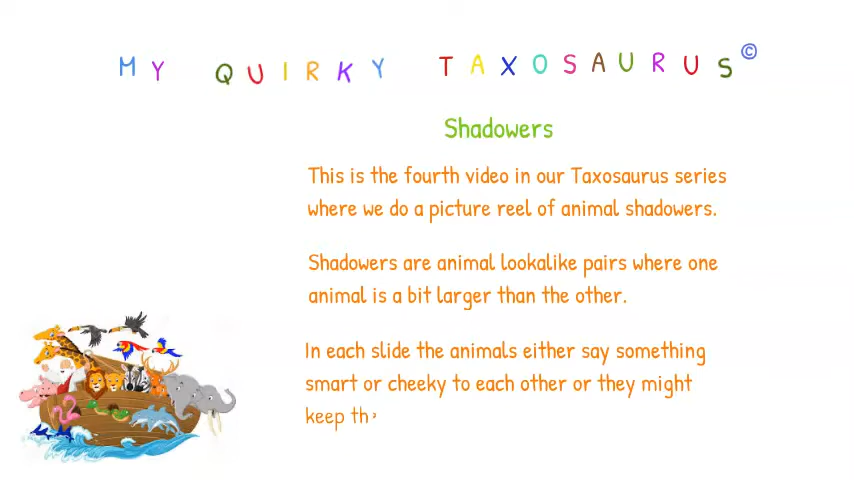 MY QUIRKY TAXOSAURUS©
Shadowers
This is the fourth video in our Taxosaurus series
where we do a picture reel of animal shadowers.
Shadowers are animal lookalike pairs where one
animal is a bit larger than the other.
In each slide the animals either say something
smart or cheeky to each other or they might
keep th